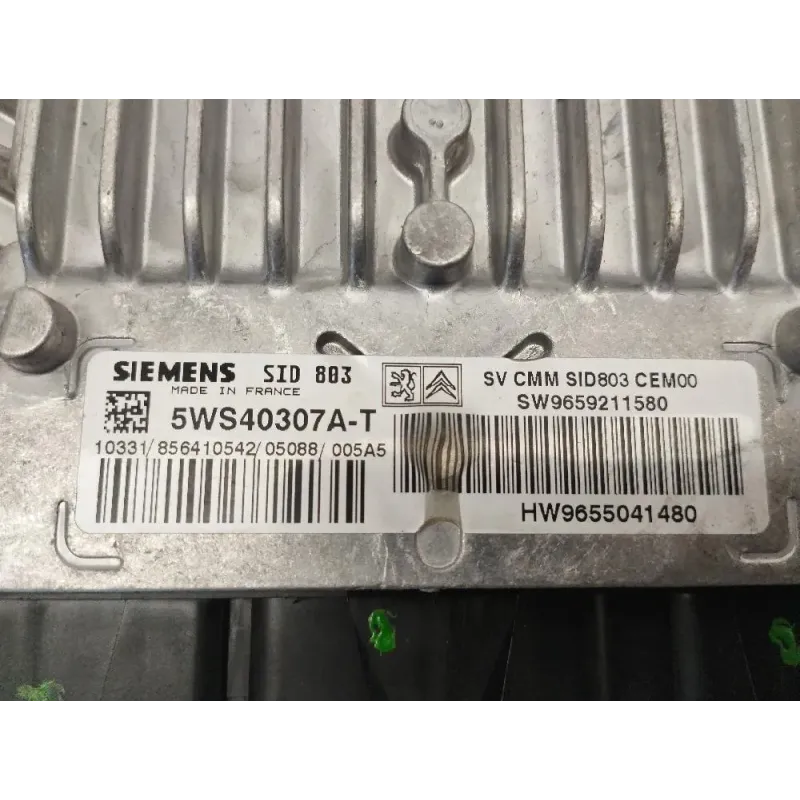 SIEMENS SID 803
MADE IN FRANCE
5WS40307A-T
10331/856410542/05088/005A5
SV CMM SID803 CEM00
SW9659211580
HW9655041480